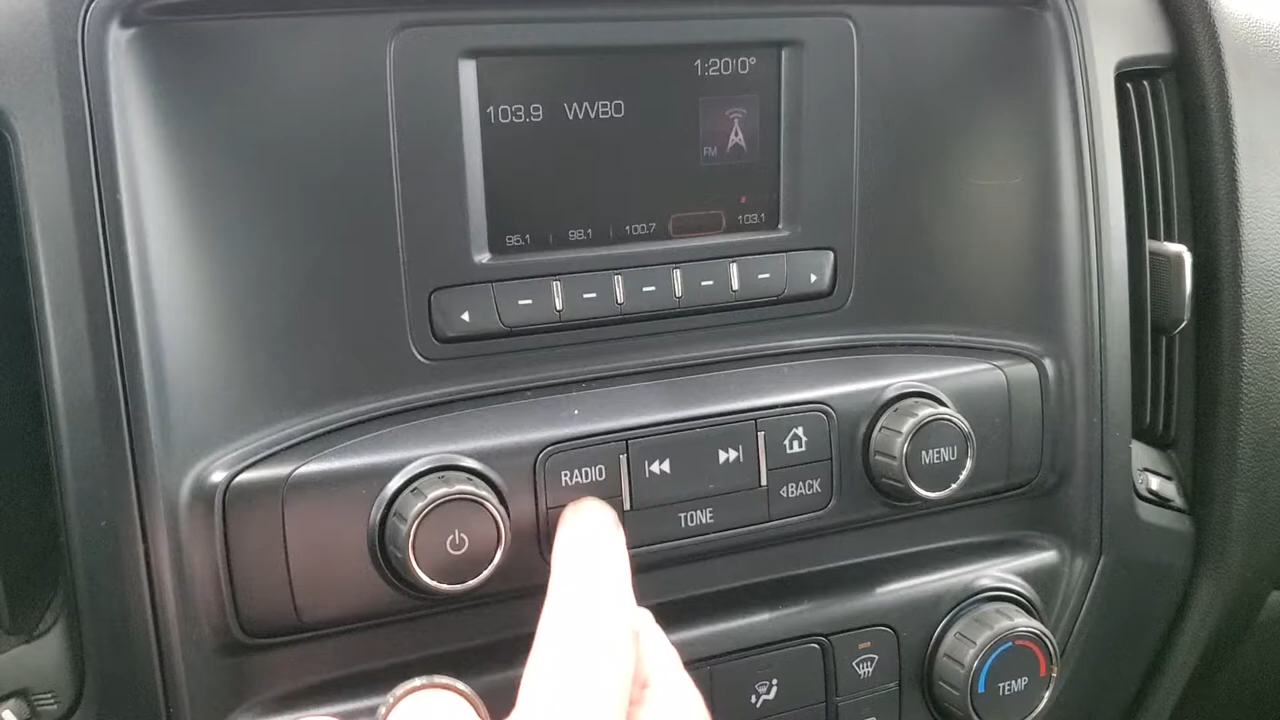 1:20 0°
103.9 WVBO
FM
95.1 98.1 100.7 103.1
RADIO
MENU
BACK
TONE
TEMP